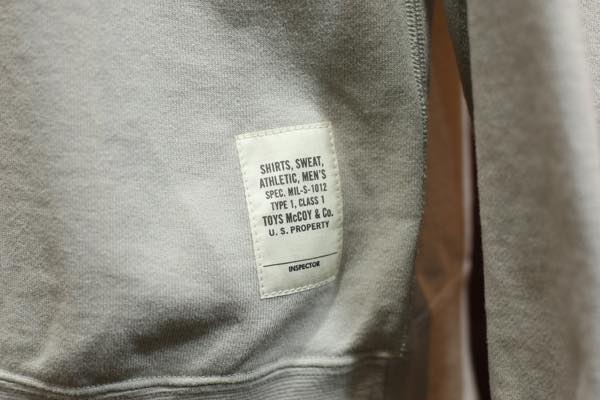 SHIRTS, SWEAT,
ATHLETIC, MEN'S
SPEC. MIL-S-1012
TYPE 1, CLASS 1
TOYS McCOY & Co.
U. S. PROPERTY
INSPECTOR